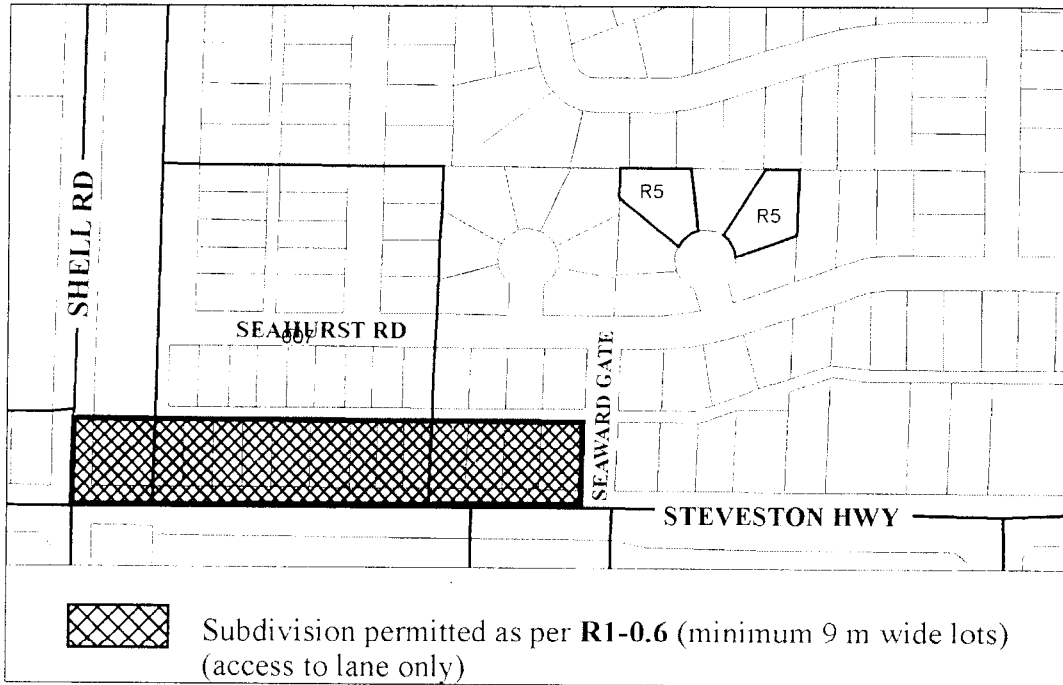 R5
R5
SHELL RD
SEAHURST RD
607
SEAWARD GATE
STEVESTON HWY
Subdivision permitted as per R1-0.6 (minimum 9 m wide lots)
(access to lane only)